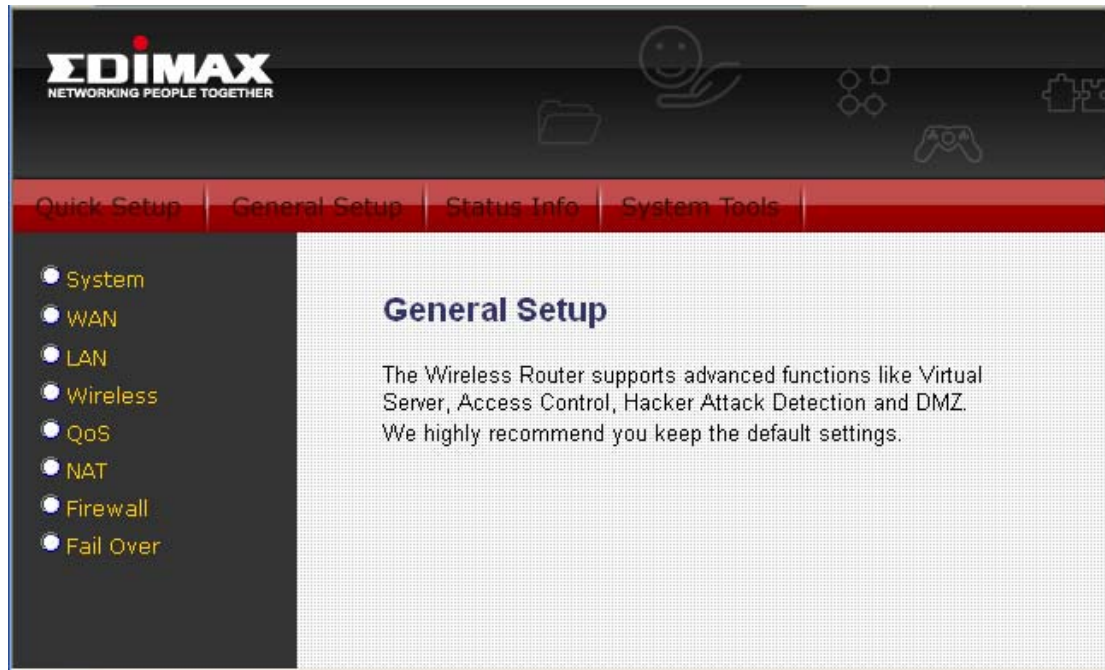 EDIMAX
NETWORKING PEOPLE TOGETHER
Quick Setup
General Setup
Status Info
System Tools
System
WAN
LAN
Wireless
QoS
NAT
Firewall
Fail Over
General Setup
The Wireless Router supports advanced functions like Virtual
Server, Access Control, Hacker Attack Detection and DMZ.
We highly recommend you keep the default settings.